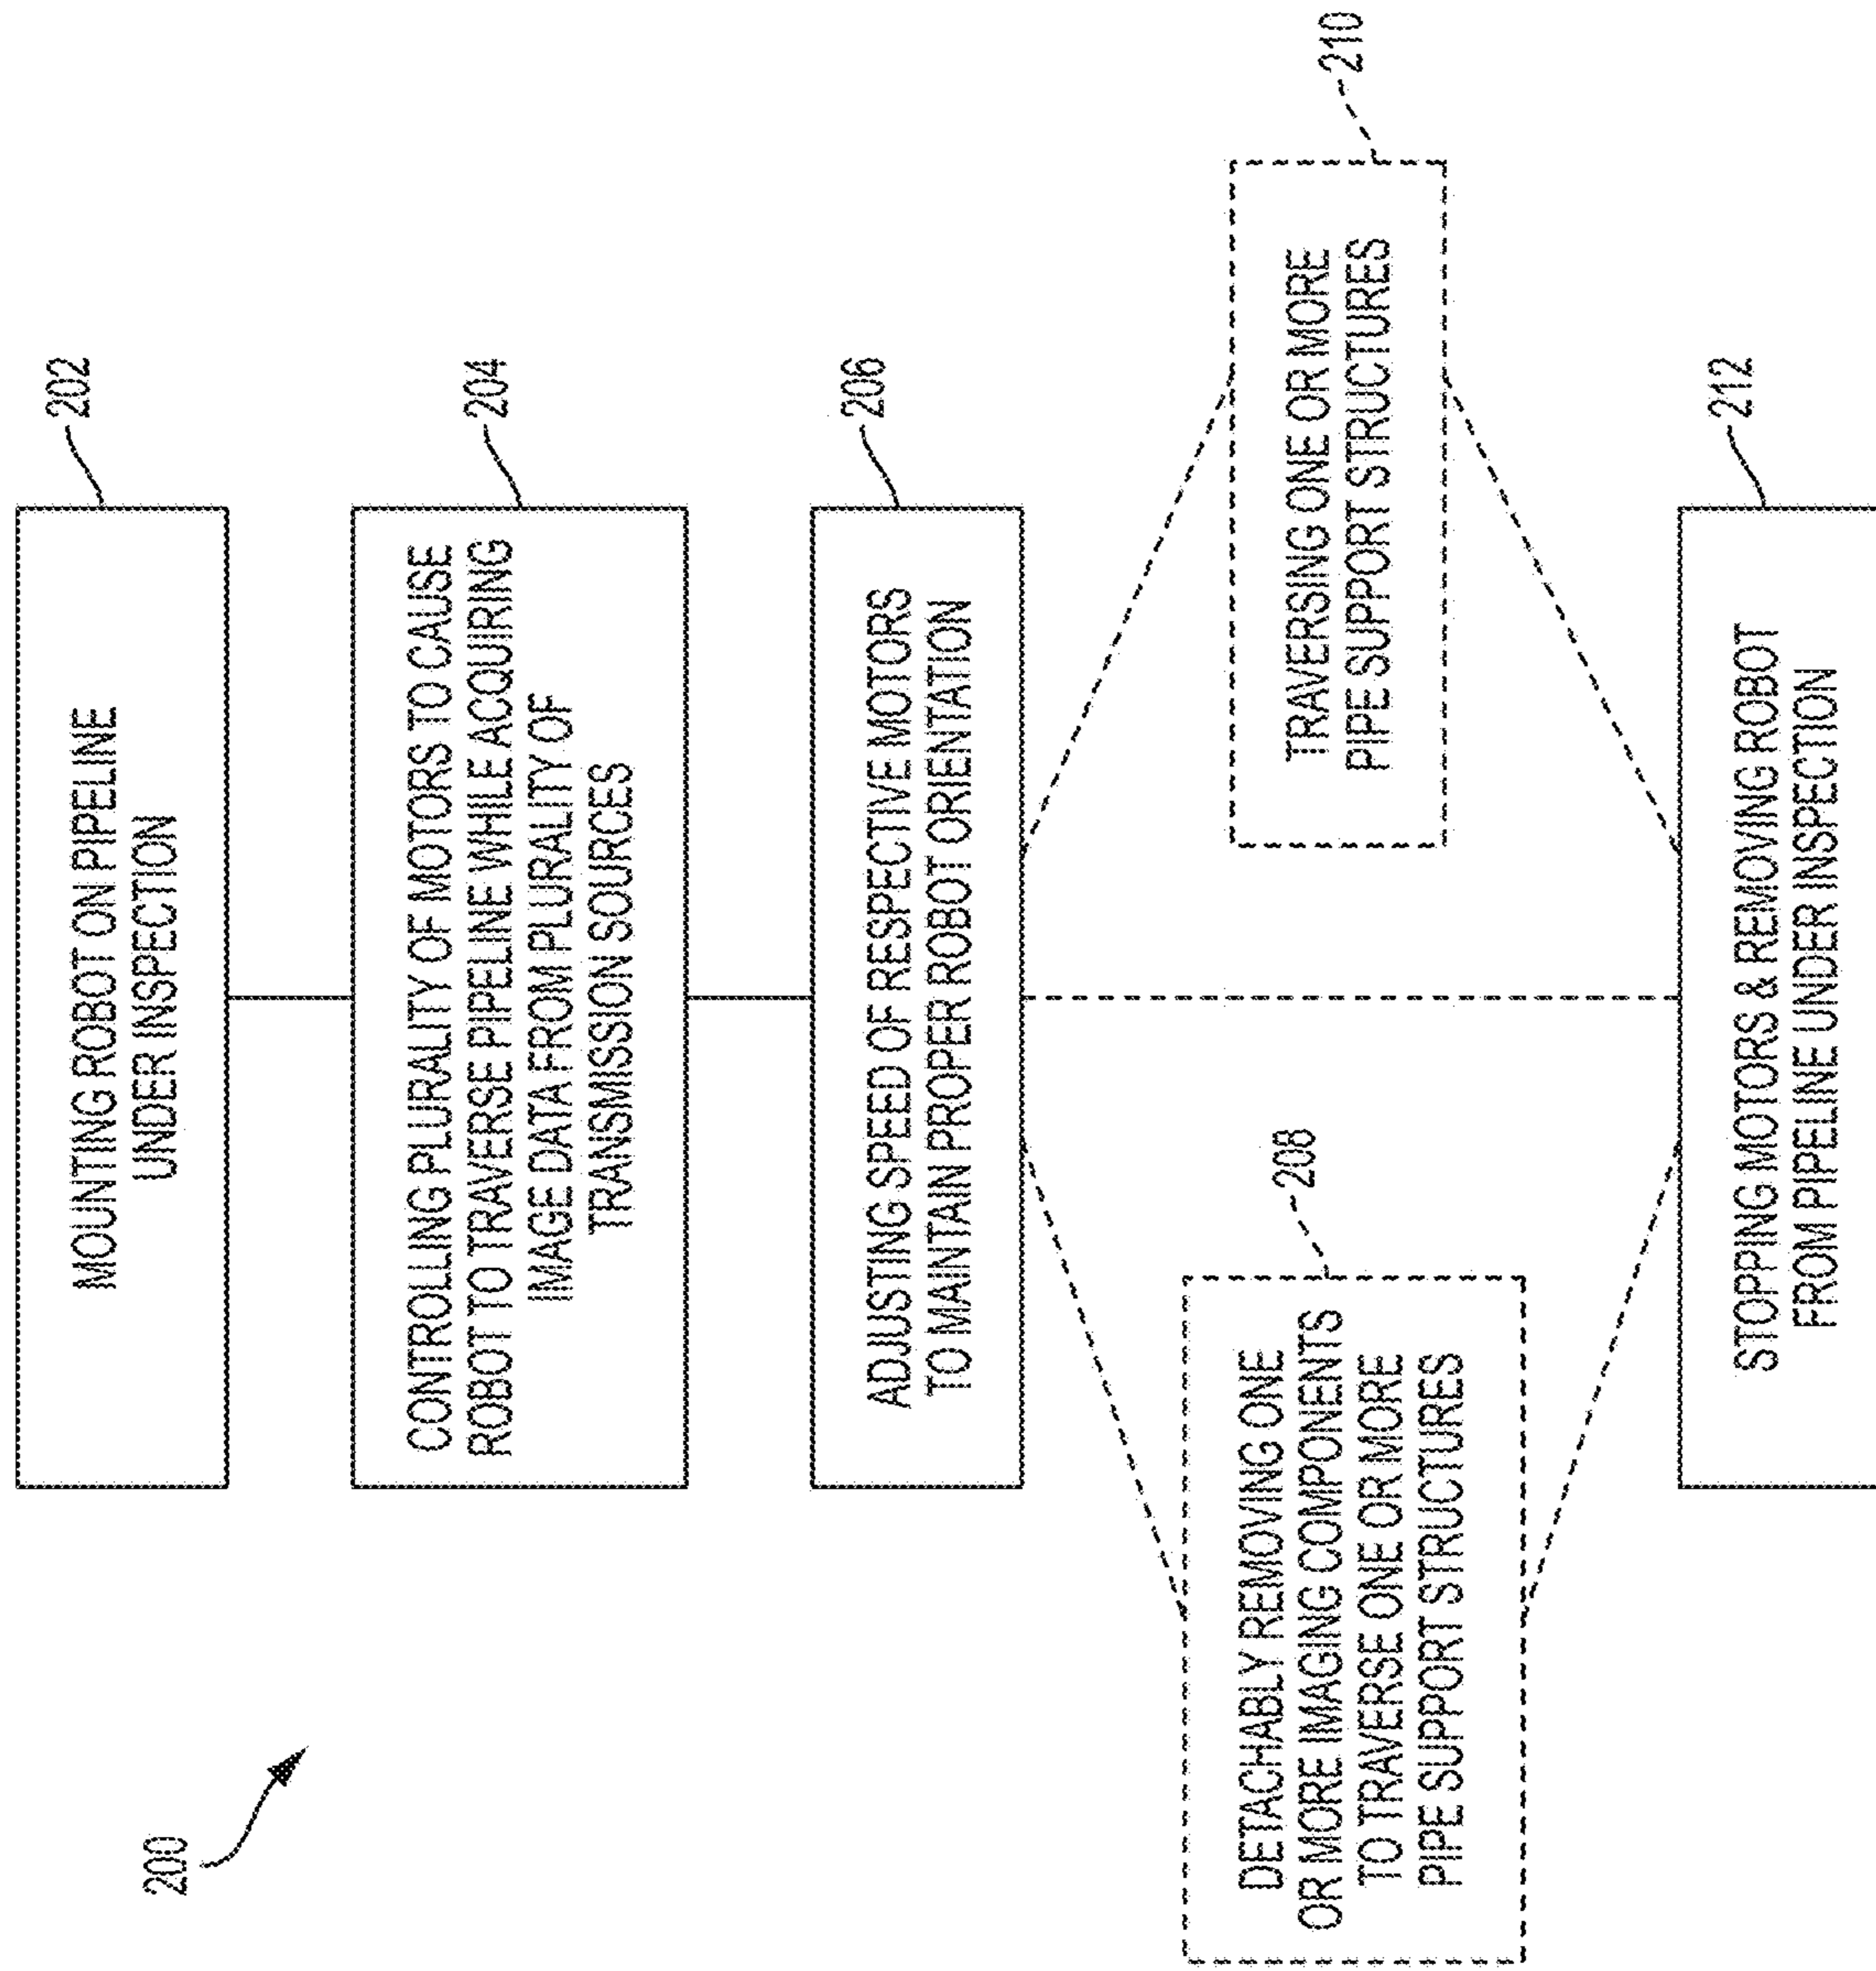 200
MOUNTING ROBOT ON PIPELINE
UNDER INSPECTION
202
CONTROLLING PLURALITY OF MOTORS TO CAUSE
ROBOT TO TRAVERSE PIPELINE WHILE ACQUIRING
IMAGE DATA FROM PLURALITY OF
TRANSMISSION SOURCES
204
ADJUSTING SPEED OF RESPECTIVE MOTORS
TO MAINTAIN PROPER ROBOT ORIENTATION
206
DETACHABLY REMOVING ONE
OR MORE IMAGING COMPONENTS
TO TRAVERSE ONE OR MORE
PIPE SUPPORT STRUCTURES
208
TRAVERSING ONE OR MORE
PIPE SUPPORT STRUCTURES
210
STOPPING MOTORS & REMOVING ROBOT
FROM PIPELINE UNDER INSPECTION
212